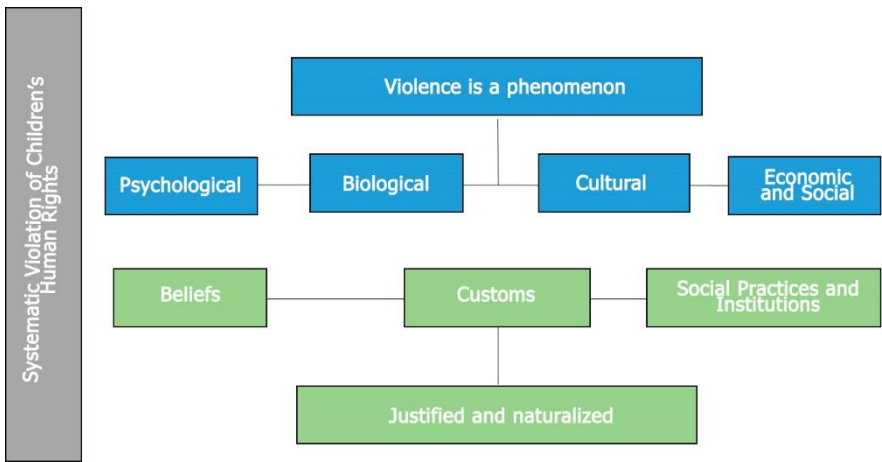 Systematic Violation of Children's
Human Rights
Violence is a phenomenon
Psychological
Biological
Cultural
Economic
and Social
Beliefs
Customs
Social Practices and
Institutions
Justified and naturalized